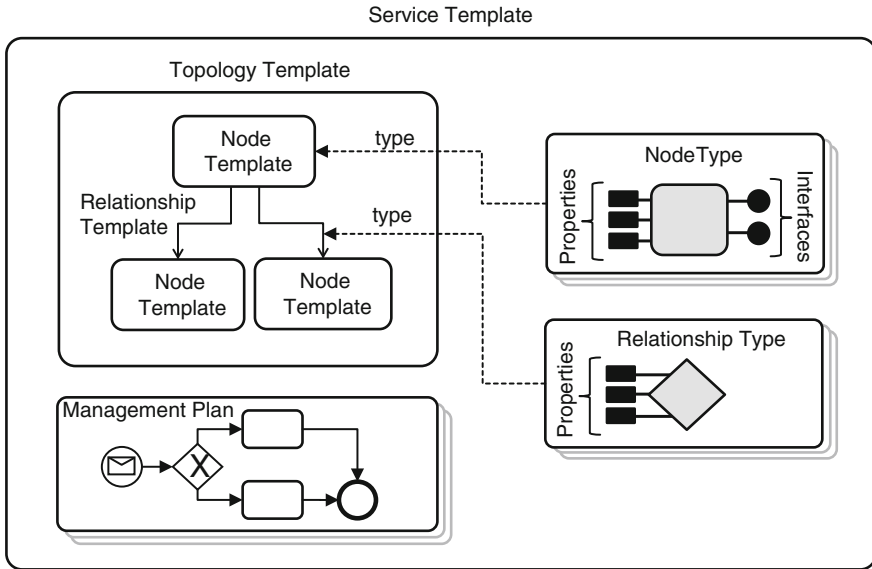 Service Template
Topology Template
Node
Template
type
NodeType
Properties
Interfaces
Relationship
Template
type
Node
Template
Node
Template
Relationship Type
Properties
Management Plan
X